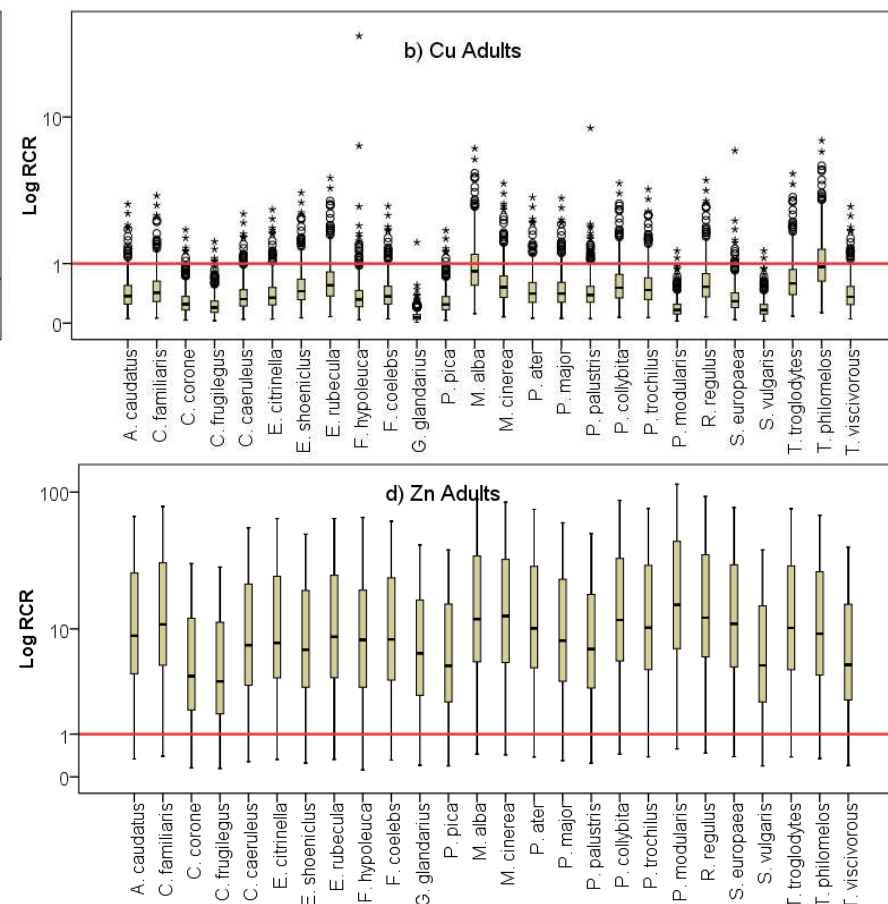 b) Cu Adults
Log RCR
10
1
0
A. caudatus
C. familiaris
C. corone
C. frugilegus
C. caeruleus
E. citrinella
E. shoeniclus
E. rubecula
F. hypoleuca
F. coelebs
G. glandarius
P. pica
M. alba
M. cinerea
P. ater
P. major
P. palustris
P. collybita
P. trochilus
P. modularis
R. regulus
S. europaea
S. vulgaris
T. troglodytes
T. philomelos
T. viscivorous
d) Zn Adults
Log RCR
100
10
1
0
A. caudatus
C. familiaris
C. corone
C. frugilegus
C. caeruleus
E. citrinella
E. shoeniclus
E. rubecula
F. hypoleuca
F. coelebs
G. glandarius
P. pica
M. alba
M. cinerea
P. ater
P. major
P. palustris
P. collybita
P. trochilus
P. modularis
R. regulus
S. europaea
S. vulgaris
T. troglodytes
T. philomelos
T. viscivorous